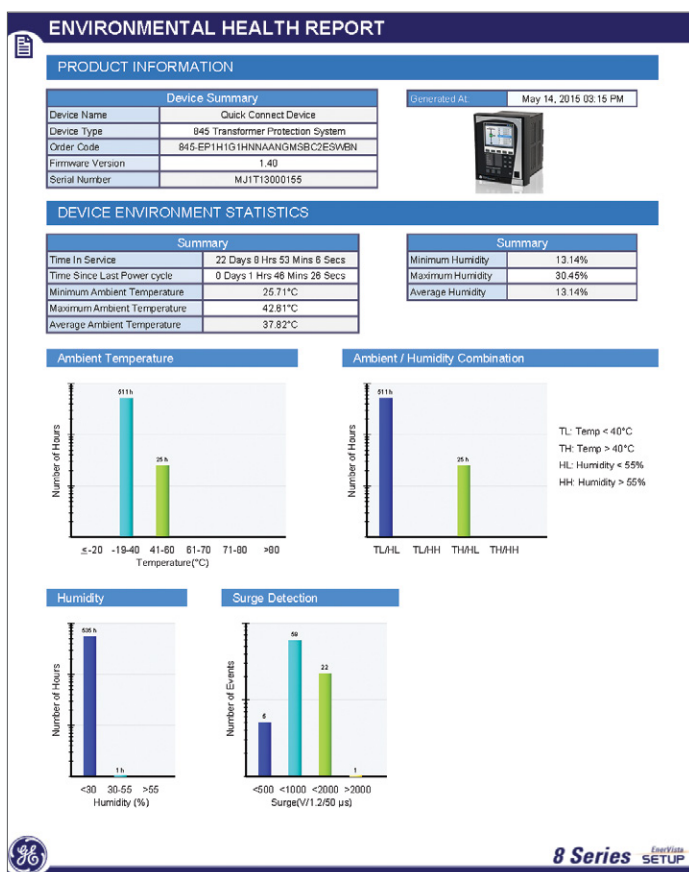 ENVIRONMENTAL HEALTH REPORT
PRODUCT INFORMATION
Device Summary
Device Name Quick Connect Device
Device Type 845 Transformer Protection System
Order Code 845-EP1H1G1HNNAANGMSBC2ESWBN
Firmware Version 1.40
Serial Number MJ1T13000155
Generated At: May 14, 2015 03:15 PM
DEVICE ENVIRONMENT STATISTICS
Summary
Time In Service 22 Days 8 Hrs 53 Mins 6 Secs
Time Since Last Power cycle 0 Days 1 Hrs 46 Mins 26 Secs
Minimum Ambient Temperature 25.71°C
Maximum Ambient Temperature 42.81°C
Average Ambient Temperature 37.82°C
Summary
Minimum Humidity 13.14%
Maximum Humidity 30.45%
Average Humidity 13.14%
Ambient Temperature
Number of Hours
511 h
25 h
≤-20 -19-40 41-60 61-70 71-80 >80
Temperature(°C)
Ambient / Humidity Combination
Number of Hours
511 h
25 h
TL/HL TL/HH TH/HL TH/HH
TL: Temp < 40°C
TH: Temp > 40°C
HL: Humidity < 55%
HH: Humidity > 55%
Humidity
Number of Hours
535 h
1 h
<30 30-55 >55
Humidity (%)
Surge Detection
Number of Events
5
59
22
1
<500 <1000 <2000 >2000
Surge(V/1.2/50 µs)
GE
8 Series EnerVista
SETUP